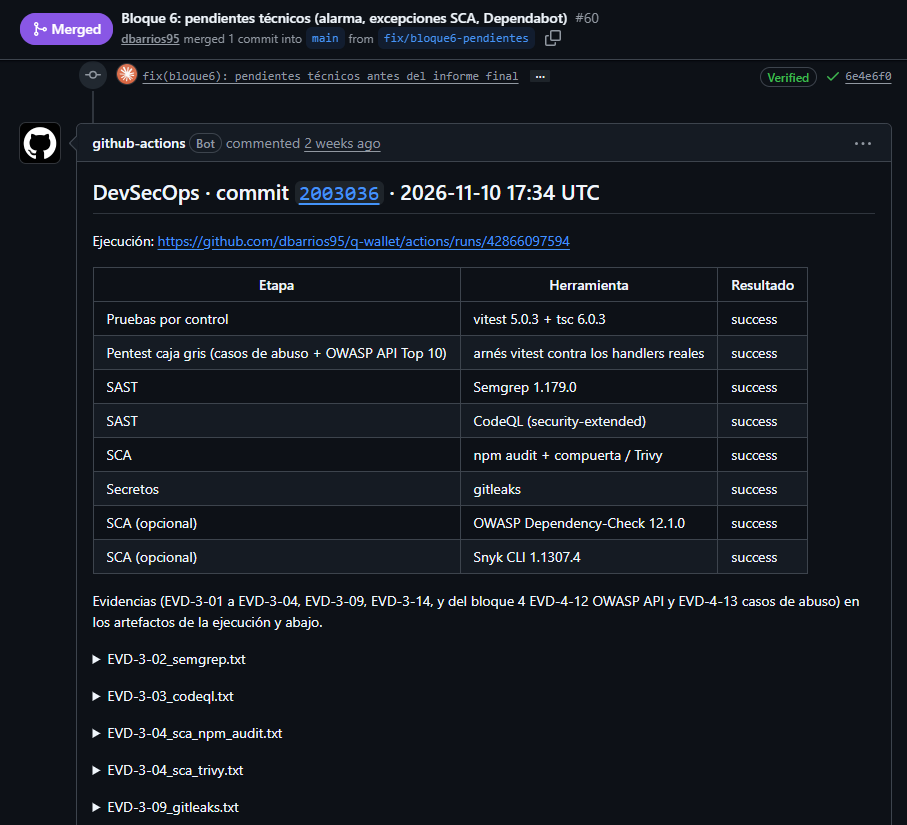 Merged
Bloque 6: pendientes técnicos (alarma, excepciones SCA, Dependabot) #60
dbarrios95 merged 1 commit into main from fix/bloque6-pendientes
fix(bloque6): pendientes técnicos antes del informe final ... Verified 6e4e6f0
github-actions Bot commented 2 weeks ago
DevSecOps · commit 2003036 · 2026-11-10 17:34 UTC
Ejecución: https://github.com/dbarrios95/q-wallet/actions/runs/42866097594
Etapa Herramienta Resultado
Pruebas por control vitest 5.0.3 + tsc 6.0.3 success
Pentest caja gris (casos de abuso + OWASP API Top 10) arnés vitest contra los handlers reales success
SAST Semgrep 1.179.0 success
SAST CodeQL (security-extended) success
SCA npm audit + compuerta / Trivy success
Secretos gitleaks success
SCA (opcional) OWASP Dependency-Check 12.1.0 success
SCA (opcional) Snyk CLI 1.1307.4 success
Evidencias (EVD-3-01 a EVD-3-04, EVD-3-09, EVD-3-14, y del bloque 4 EVD-4-12 OWASP API y EVD-4-13 casos de abuso) en
los artefactos de la ejecución y abajo.
EVD-3-02_semgrep.txt
EVD-3-03_codeql.txt
EVD-3-04_sca_npm_audit.txt
EVD-3-04_sca_trivy.txt
EVD-3-09_gitleaks.txt